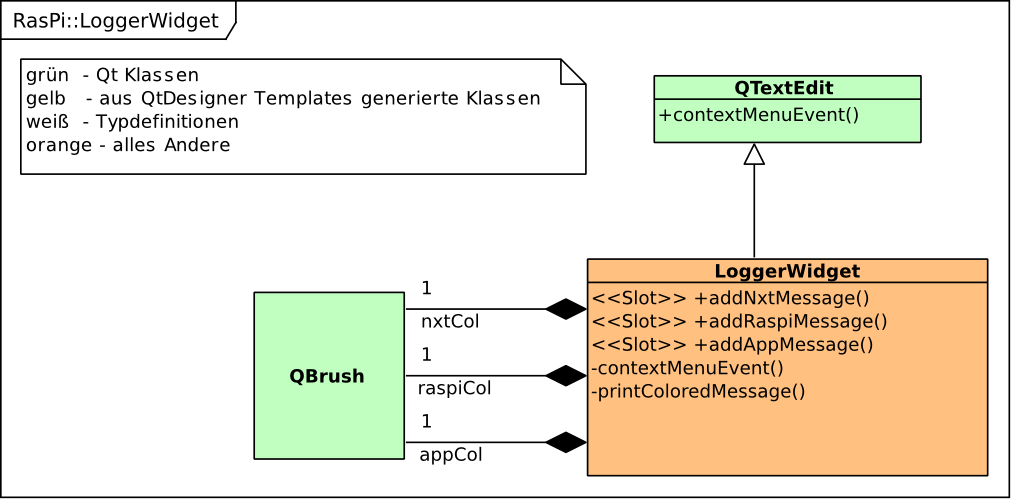 RasPi::LoggerWidget
grün - Qt Klassen
gelb - aus QtDesigner Templates generierte Klassen
weiß - Typdefinitionen
orange - alles Andere
QTextEdit
+contextMenuEvent()
LoggerWidget
<<Slot>> +addNxtMessage()
<<Slot>> +addRaspiMessage()
<<Slot>> +addAppMessage()
-contextMenuEvent()
-printColoredMessage()
QBrush
1
nxtCol
1
raspiCol
1
appCol